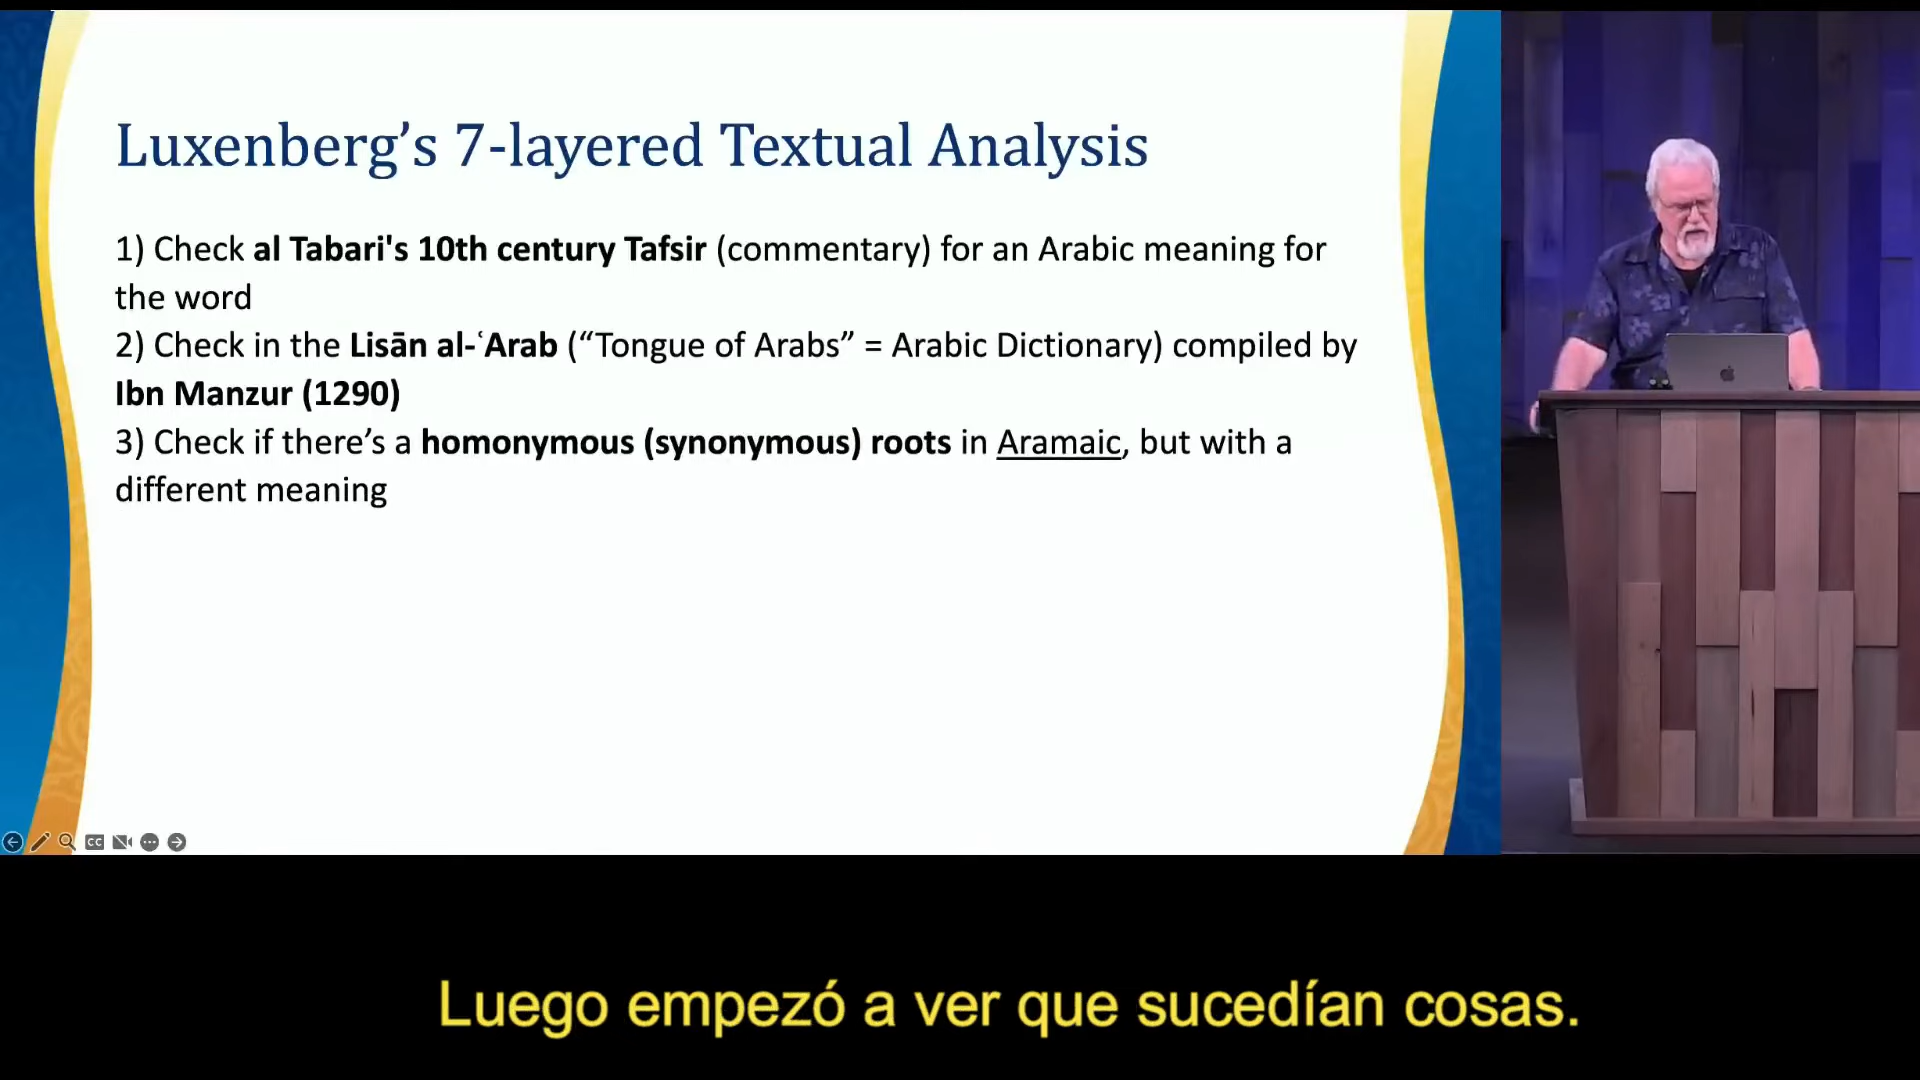 Luxenberg’s 7-layered Textual Analysis
1) Check al Tabari's 10th century Tafsir (commentary) for an Arabic meaning for
the word
2) Check in the Lisān al-ʿArab (“Tongue of Arabs” = Arabic Dictionary) compiled by
Ibn Manzur (1290)
3) Check if there’s a homonymous (synonymous) roots in Aramaic, but with a
different meaning
CC
Luego empezó a ver que sucedían cosas.